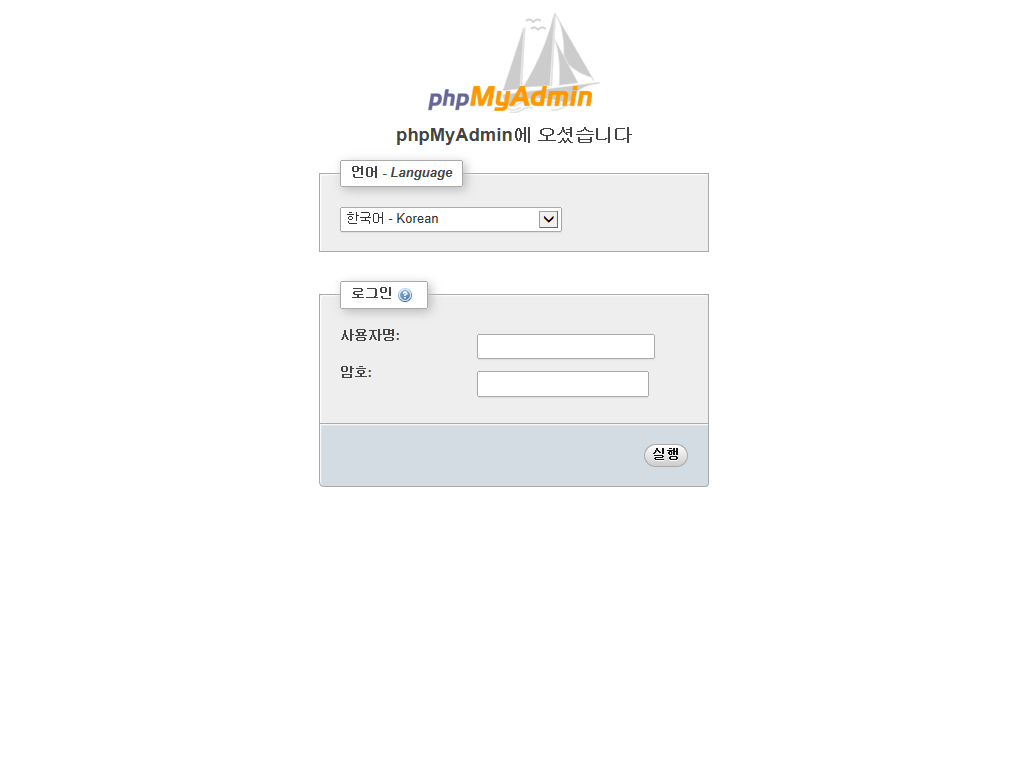 phpMyAdmin
phpMyAdmin에 오셨습니다
언어 - Language
한국어 - Korean
로그인
사용자명:
암호:
실행